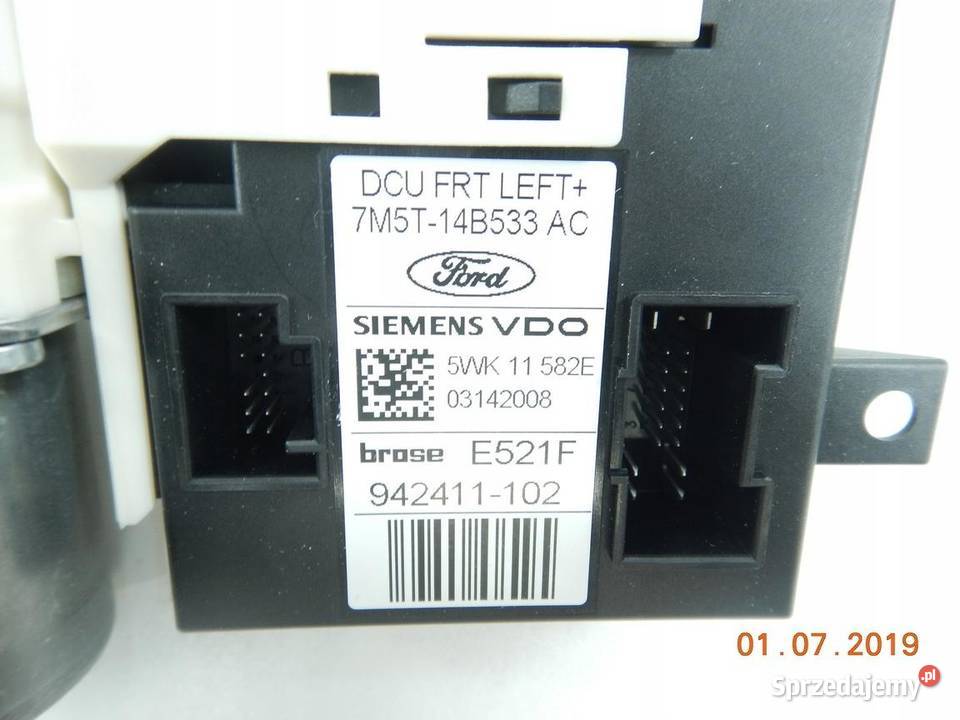 DCU FRT LEFT+
7M5T-14B533 AC
Ford
SIEMENS VDO
5WK 11 582E
03142008
brose E521F
942411-102
01.07.2019
Sprzedajemy.pl